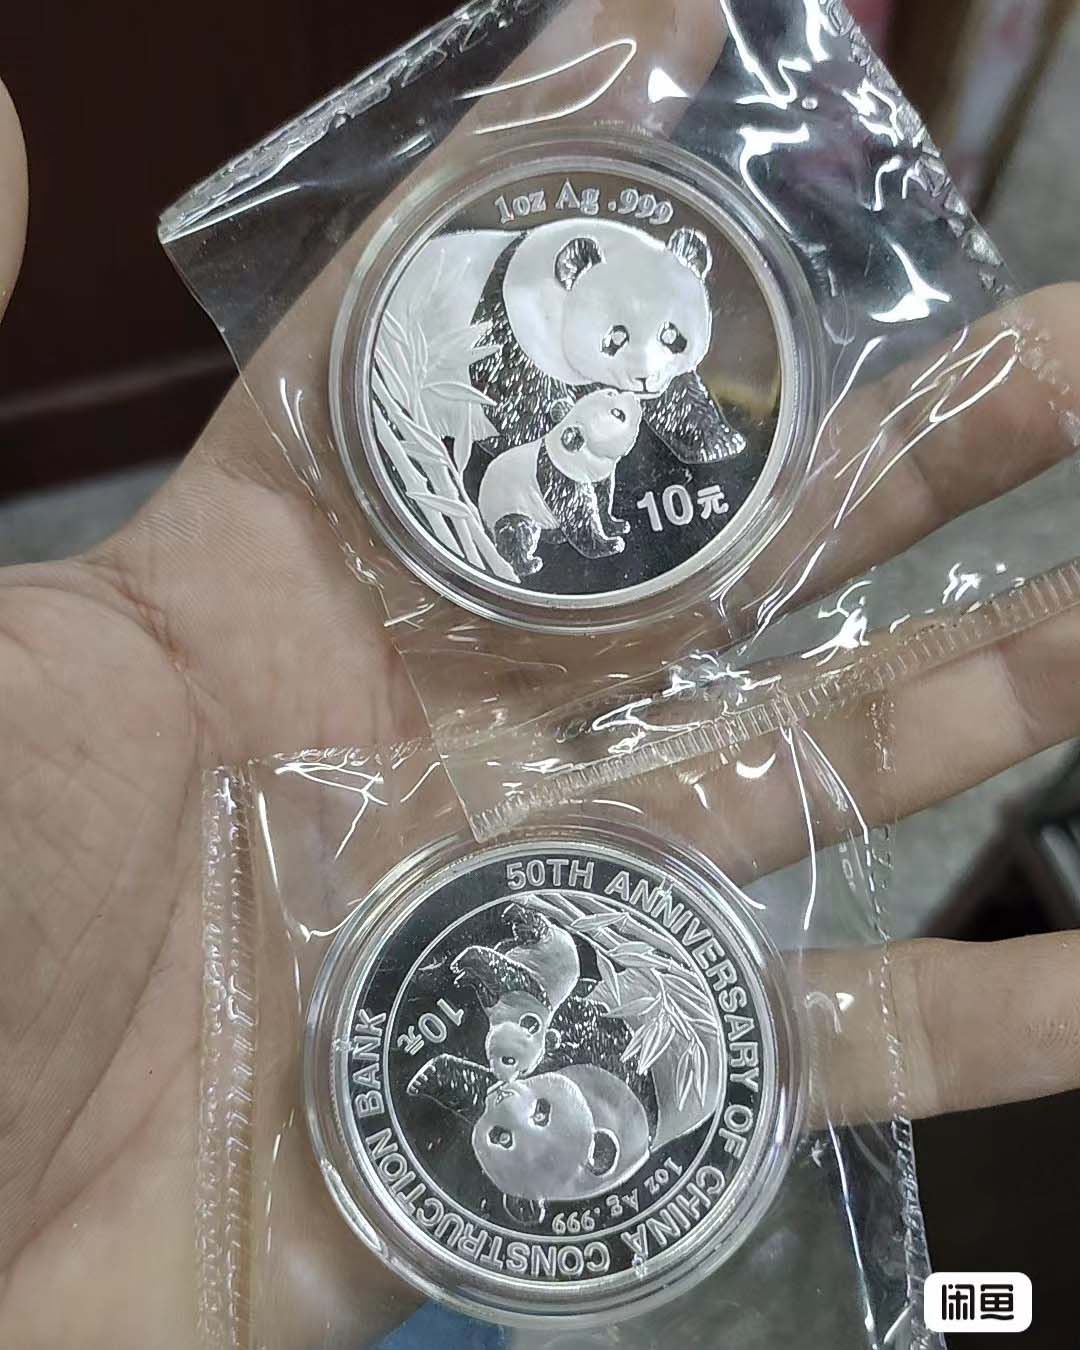 1oz Ag .999
10元
50TH ANNIVERSARY OF CHINA CONSTRUCTION BANK
10元
1oz Ag .999
闲鱼